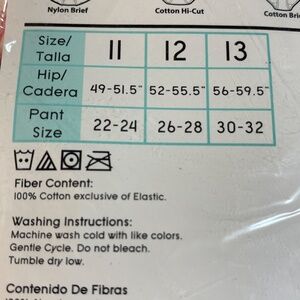 Nylon Brief Cotton Hi-Cut Cotton Brief
Size/ Talla 11 12 13
Hip/ Cadera 49-51.5" 52-55.5" 56-59.5"
Pant Size 22-24 26-28 30-32
Fiber Content:
100% Cotton exclusive of Elastic.
Washing Instructions:
Machine wash cold with like colors.
Gentle Cycle. Do not bleach.
Tumble dry low.
Contenido De Fibras